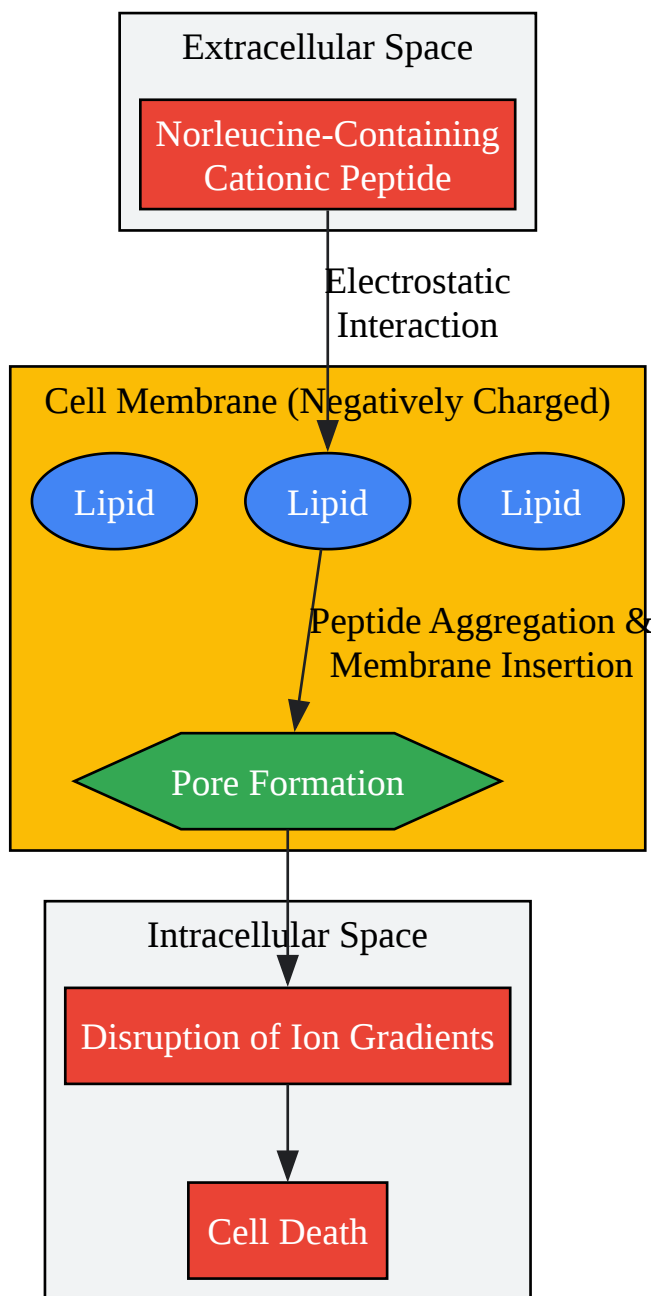 Extracellular Space
Norleucine-Containing
Cationic Peptide
Electrostatic
Interaction
Cell Membrane (Negatively Charged)
Lipid
Lipid
Lipid
Peptide Aggregation &
Membrane Insertion
Pore Formation
Intracellular Space
Disruption of Ion Gradients
Cell Death